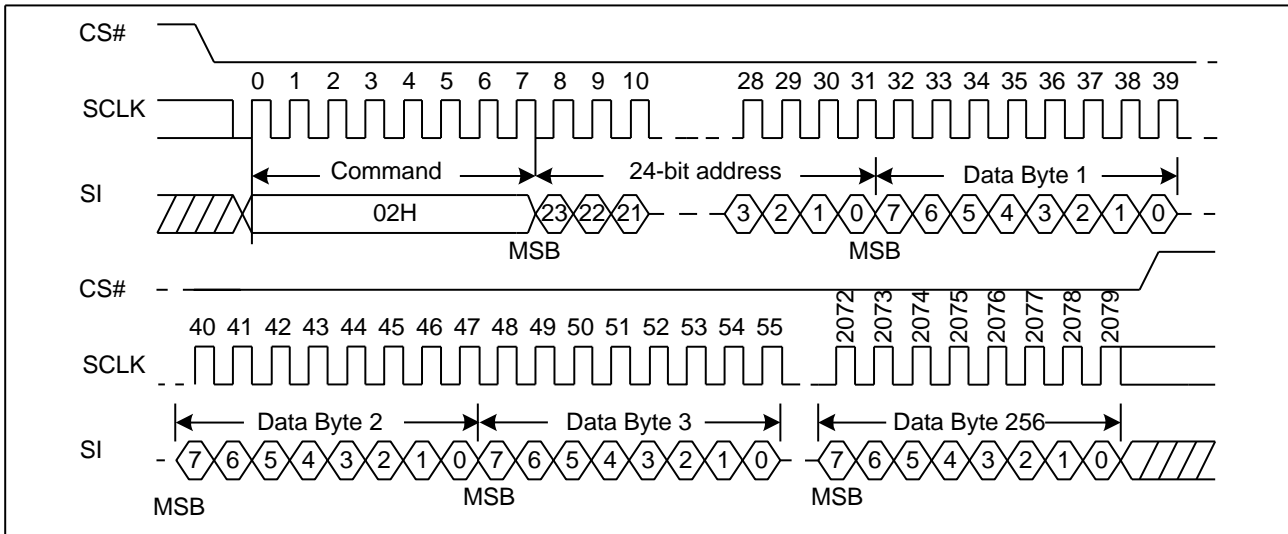 CS#
0 1 2 3 4 5 6 7 8 9 10 28 29 30 31 32 33 34 35 36 37 38 39
SCLK
Command 24-bit address Data Byte 1
SI
02H 23 22 21 3 2 1 0 7 6 5 4 3 2 1 0
MSB MSB
CS#
40 41 42 43 44 45 46 47 48 49 50 51 52 53 54 55 2072 2073 2074 2075 2076 2077 2078 2079
SCLK
Data Byte 2 Data Byte 3 Data Byte 256
SI
7 6 5 4 3 2 1 0 7 6 5 4 3 2 1 0 7 6 5 4 3 2 1 0
MSB MSB MSB